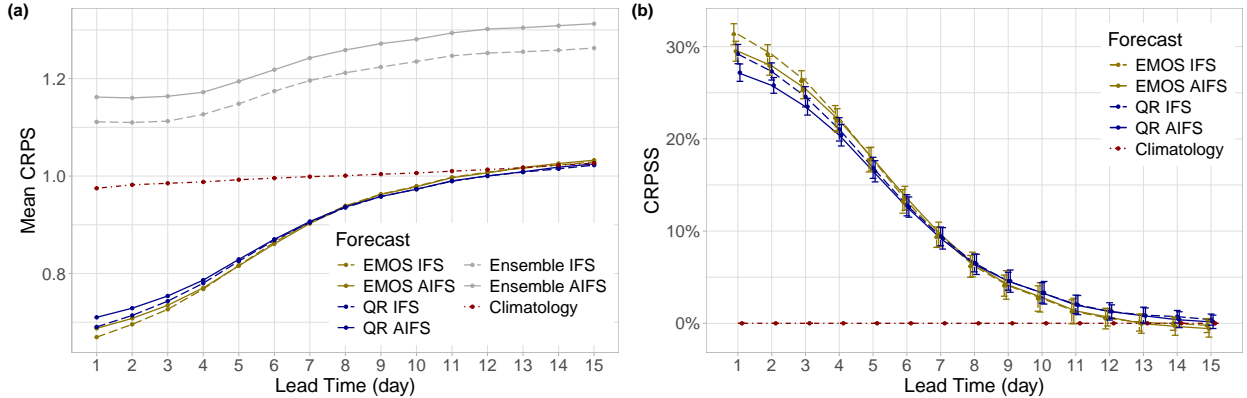 (a)
Mean CRPS
1.2
1.0
0.8
Forecast
EMOS IFS
EMOS AIFS
QR IFS
QR AIFS
Ensemble IFS
Ensemble AIFS
Climatology
1 2 3 4 5 6 7 8 9 10 11 12 13 14 15
Lead Time (day)
(b)
CRPSS
30%
20%
10%
0%
Forecast
EMOS IFS
EMOS AIFS
QR IFS
QR AIFS
Climatology
1 2 3 4 5 6 7 8 9 10 11 12 13 14 15
Lead Time (day)